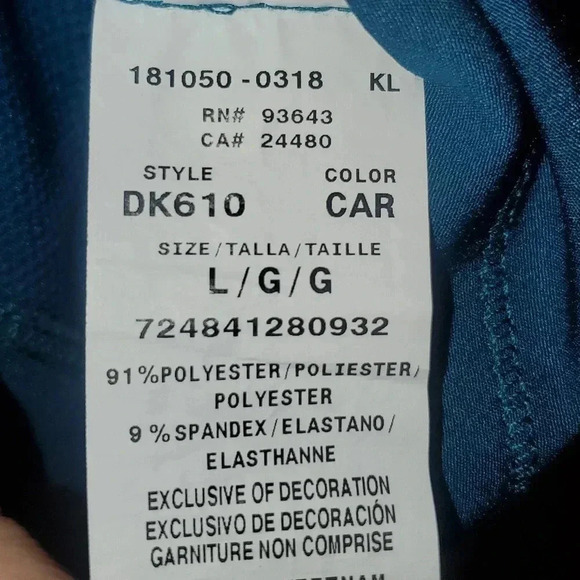 181050-0318 KL
RN# 93643
CA# 24480
STYLE COLOR
DK610 CAR
SIZE/TALLA/TAILLE
L/G/G
724841280932
91%POLYESTER/POLIESTER/
POLYESTER
9 %SPANDEX/ELASTANO/
ELASTHANNE
EXCLUSIVE OF DECORATION
EXCLUSIVO DE DECORACIÓN
GARNITURE NON COMPRISE